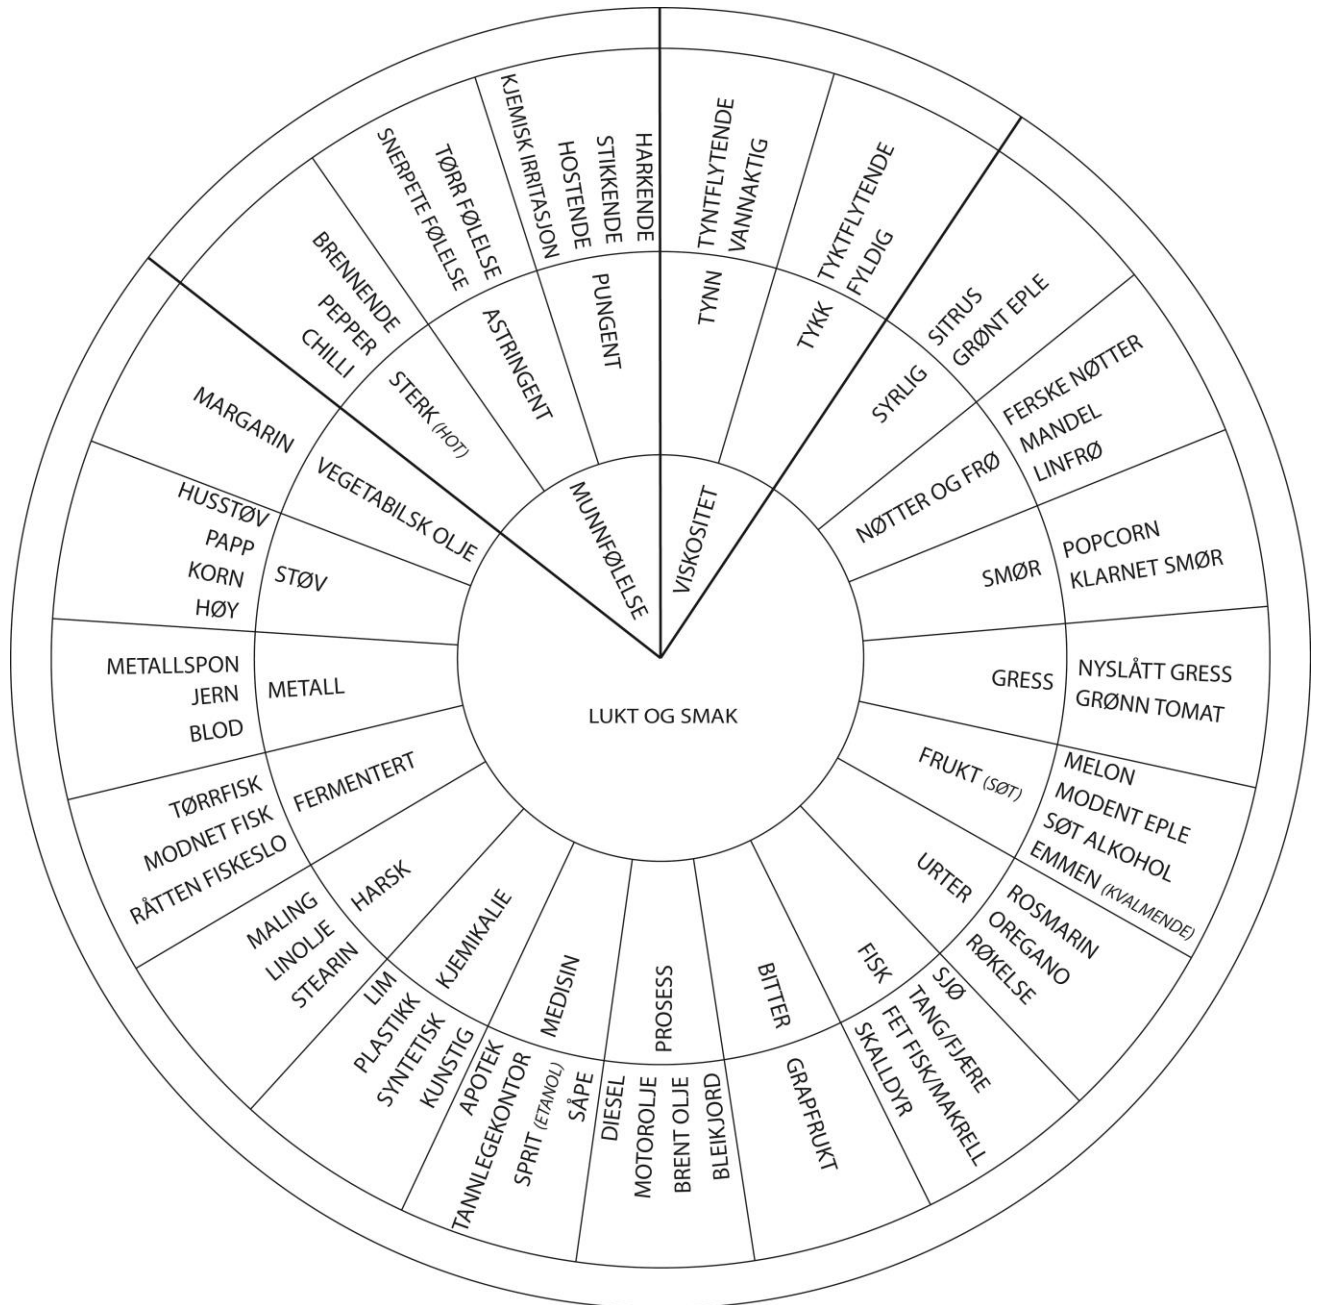 LUKT OG SMAK
VISKOSITET
TYNN
TYNTFLYTENDE
VANNAKTIG
TYKK
TYKTFLYTENDE
FYLDIG
SYRLIG
SITRUS
GRØNT EPLE
NØTTER OG FRØ
FERSKE NØTTER
MANDEL
LINFRØ
SMØR
POPCORN
KLARNET SMØR
GRESS
NYSLÅTT GRESS
GRØNN TOMAT
FRUKT (SØT)
MELON
MODENT EPLE
SØT ALKOHOL
EMMEN (KVALMENDE)
URTER
ROSMARIN
OREGANO
RØKELSE
FISK
SJØ
TANG/FJÆRE
FET FISK/MAKRELL
SKALLDYR
BITTER
GRAPFRUKT
PROSESS
DIESEL
MOTOROLJE
BRENT OLJE
BLEIKJORD
MEDISIN
APOTEK
TANNLEGEKONTOR
SPRIT (ETANOL)
SÅPE
KJEMIKALIE
LIM
PLASTIKK
SYNTETISK
KUNSTIG
HARSK
MALING
LINOLJE
STEARIN
FERMENTERT
TØRRFISK
MODNET FISK
RÅTTEN FISKESLO
METALL
METALLSPON
JERN
BLOD
STØV
HUSSTØV
PAPP
KORN
HØY
VEGETABILSK OLJE
MARGARIN
MUNNFØLELSE
STERK (HOT)
BRENNENDE
PEPPER
CHILLI
ASTRINGENT
SNERPETE FØLELSE
TØRR FØLELSE
PUNGENT
KJEMISK IRRITASJON
HOSTENDE
STIKKENDE
HARKENDE